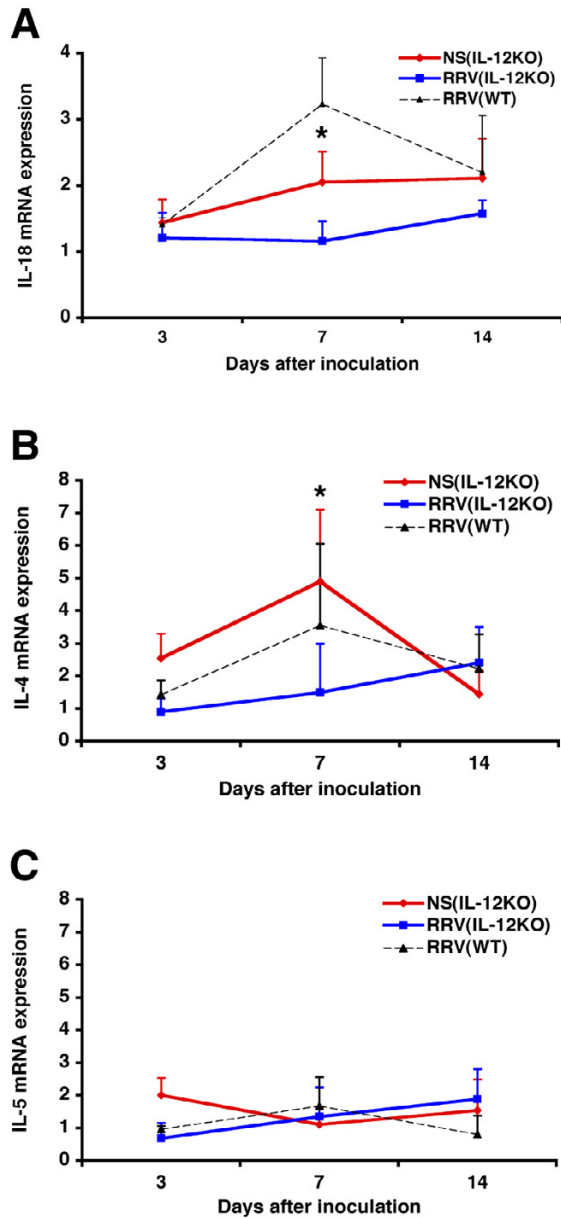 A
4
3
2
1
0
IL-18 mRNA expression
NS(IL-12KO)
RRV(IL-12KO)
RRV(WT)
*
3 7 14
Days after inoculation
B
8
7
6
5
4
3
2
1
0
IL-4 mRNA expression
NS(IL-12KO)
RRV(IL-12KO)
RRV(WT)
*
3 7 14
Days after inoculation
C
8
7
6
5
4
3
2
1
0
IL-5 mRNA expression
NS(IL-12KO)
RRV(IL-12KO)
RRV(WT)
3 7 14
Days after inoculation